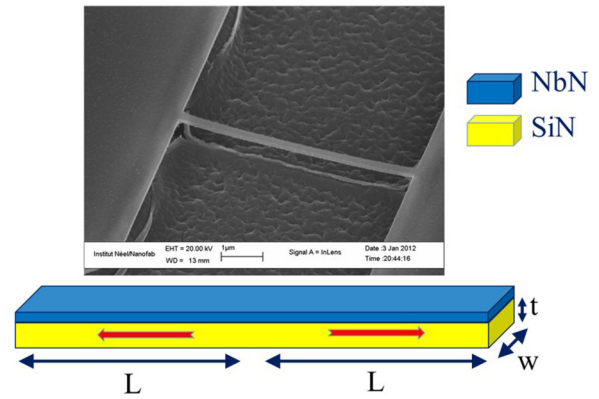 NbN
SiN
Institut Néel/Nanofab
EHT = 20.00 kV
WD = 13 mm
1µm
Signal A = InLens
Date :3 Jan 2012
Time :20:44:16
t
w
L
L